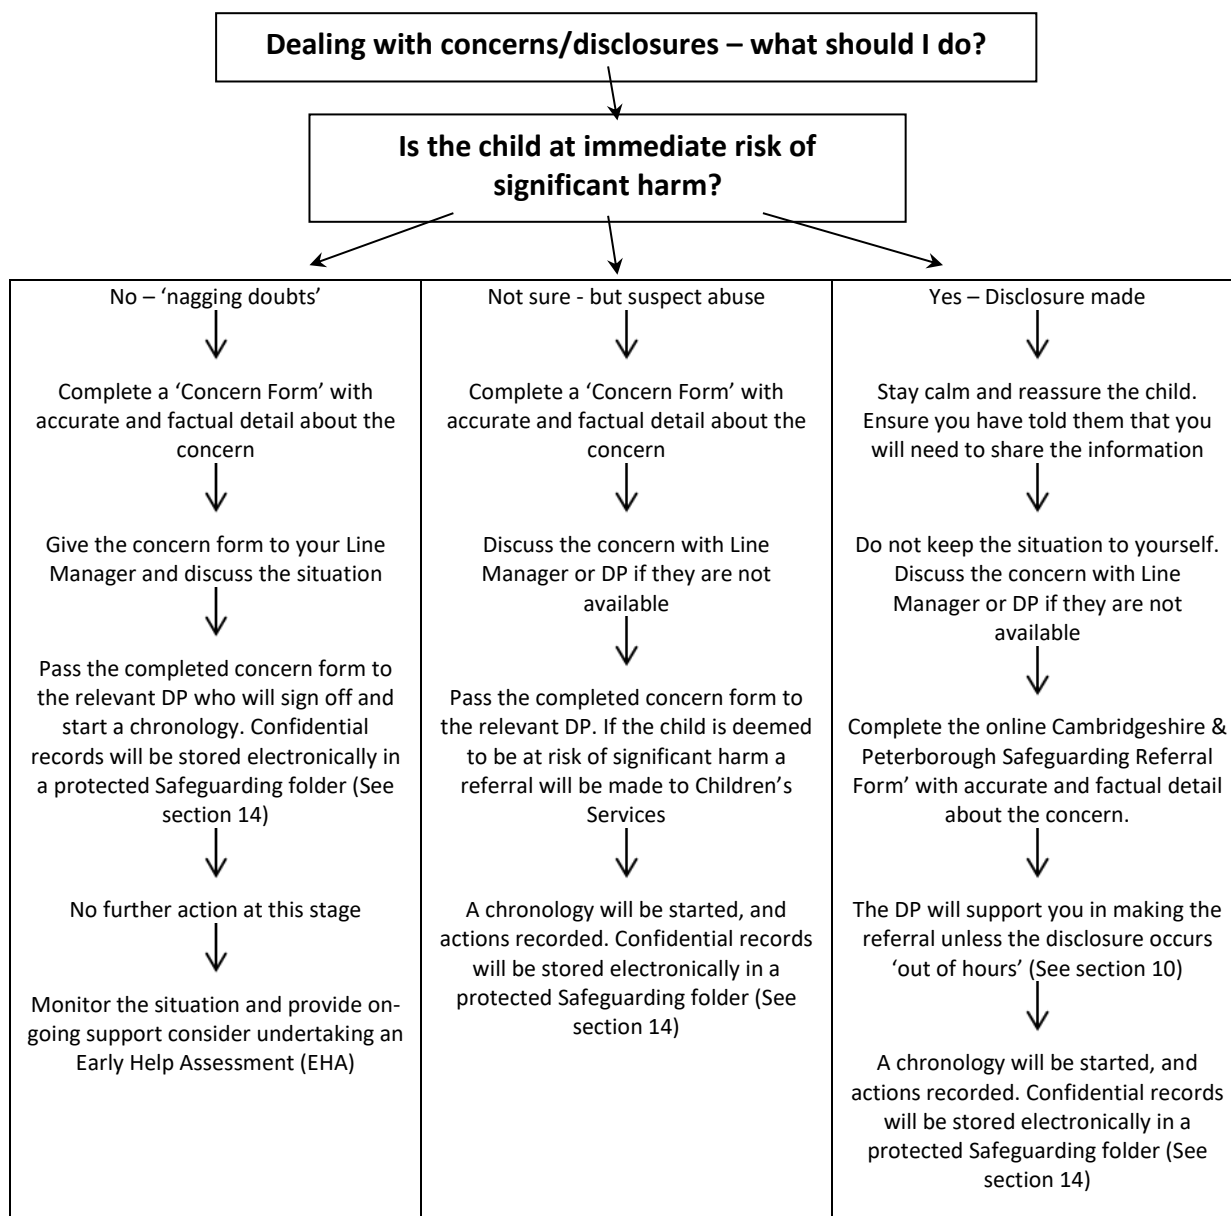 Dealing with concerns/disclosures – what should I do?
Is the child at immediate risk of
significant harm?
No – ‘nagging doubts’
Complete a ‘Concern Form’ with
accurate and factual detail about the
concern
Give the concern form to your Line
Manager and discuss the situation
Pass the completed concern form to
the relevant DP who will sign off and
start a chronology. Confidential
records will be stored electronically in
a protected Safeguarding folder (See
section 14)
No further action at this stage
Monitor the situation and provide on-
going support consider undertaking an
Early Help Assessment (EHA)
Not sure - but suspect abuse
Complete a ‘Concern Form’ with
accurate and factual detail about the
concern
Discuss the concern with Line
Manager or DP if they are not
available
Pass the completed concern form to
the relevant DP. If the child is deemed
to be at risk of significant harm a
referral will be made to Children’s
Services
A chronology will be started, and
actions recorded. Confidential records
will be stored electronically in a
protected Safeguarding folder (See
section 14)
Yes – Disclosure made
Stay calm and reassure the child.
Ensure you have told them that you
will need to share the information
Do not keep the situation to yourself.
Discuss the concern with Line
Manager or DP if they are not
available
Complete the online Cambridgeshire &
Peterborough Safeguarding Referral
Form’ with accurate and factual detail
about the concern.
The DP will support you in making the
referral unless the disclosure occurs
‘out of hours’ (See section 10)
A chronology will be started, and
actions recorded. Confidential records
will be stored electronically in a
protected Safeguarding folder (See
section 14)